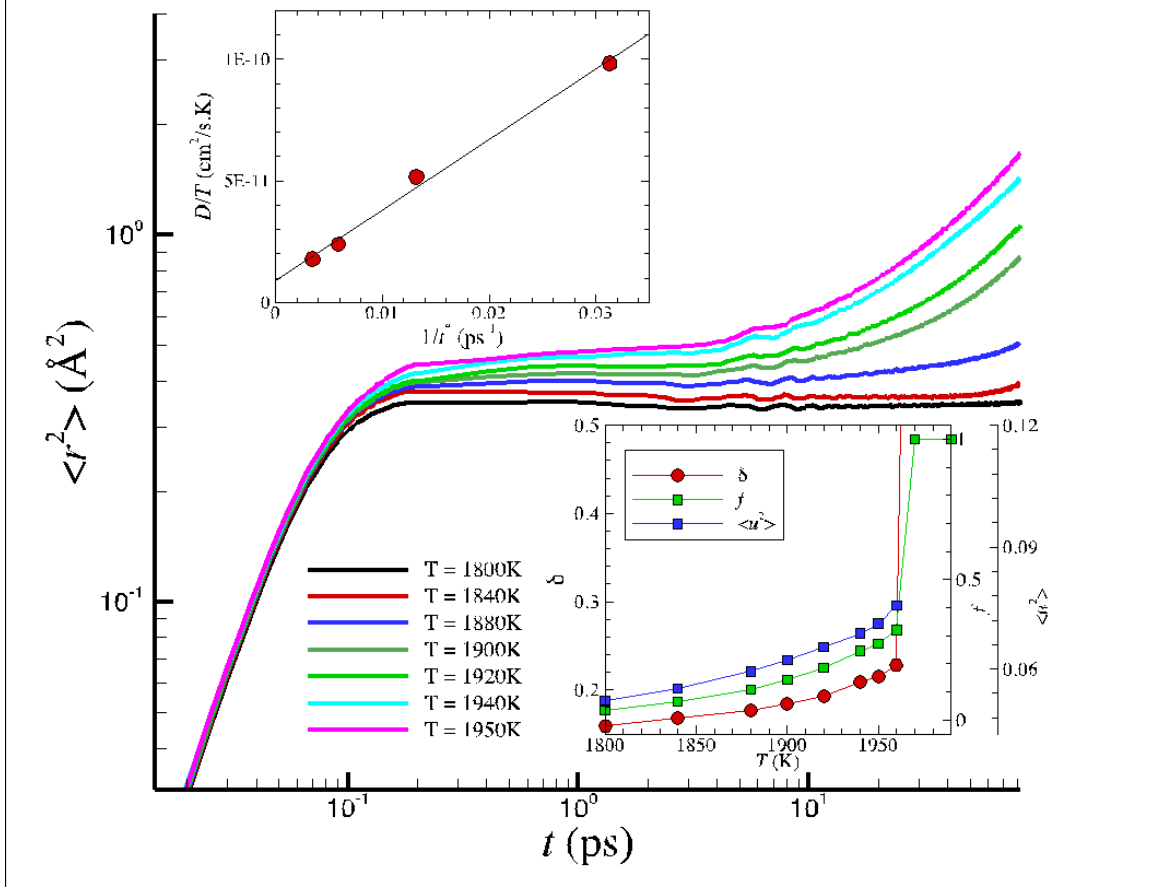 1E-10
5E-11
0
D/T (cm²/s.K)
0 0.01 0.02 0.03
1/t* (ps⁻¹)
10⁰
10⁻¹
<r²> (Å²)
T = 1800K
T = 1840K
T = 1880K
T = 1900K
T = 1920K
T = 1940K
T = 1950K
0.5
0.4
0.3
0.2
δ
δ
f
<u²>
1800 1850 1900 1950
T (K)
1
0.5
0
f
0.12
0.09
0.06
<u²>
10⁻¹ 10⁰ 10¹
t (ps)